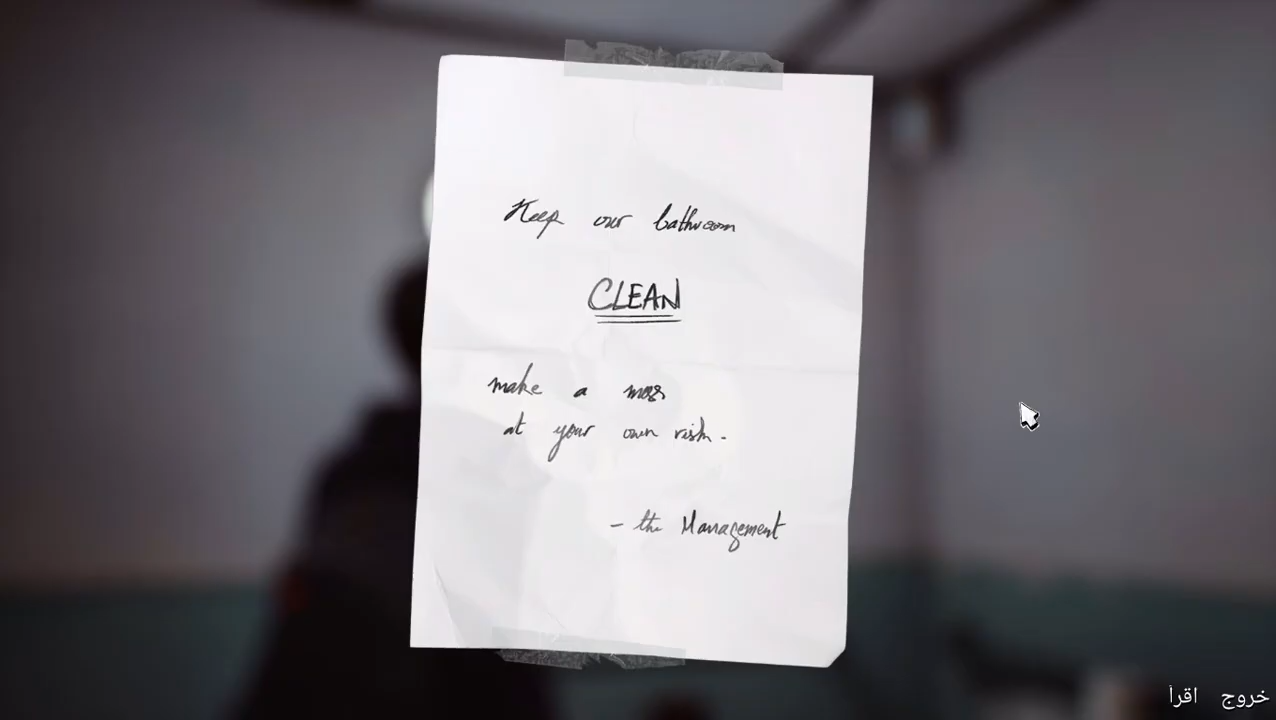 Keep our bathroom
CLEAN
make a mess
at your own risk.
- the Management
خروج اقرأ